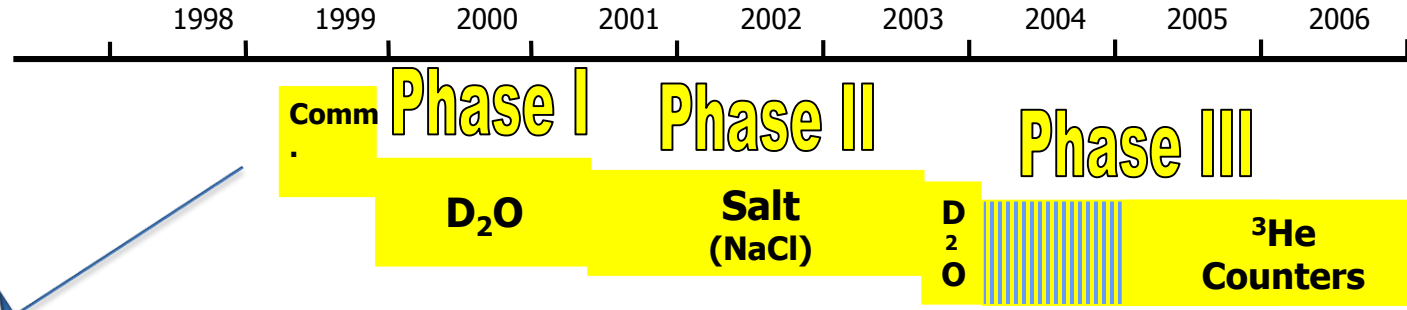 1998 1999 2000 2001 2002 2003 2004 2005 2006
Comm
.
Phase I
Phase II
Phase III
D₂O
Salt
(NaCl)
D
2
O
³He
Counters